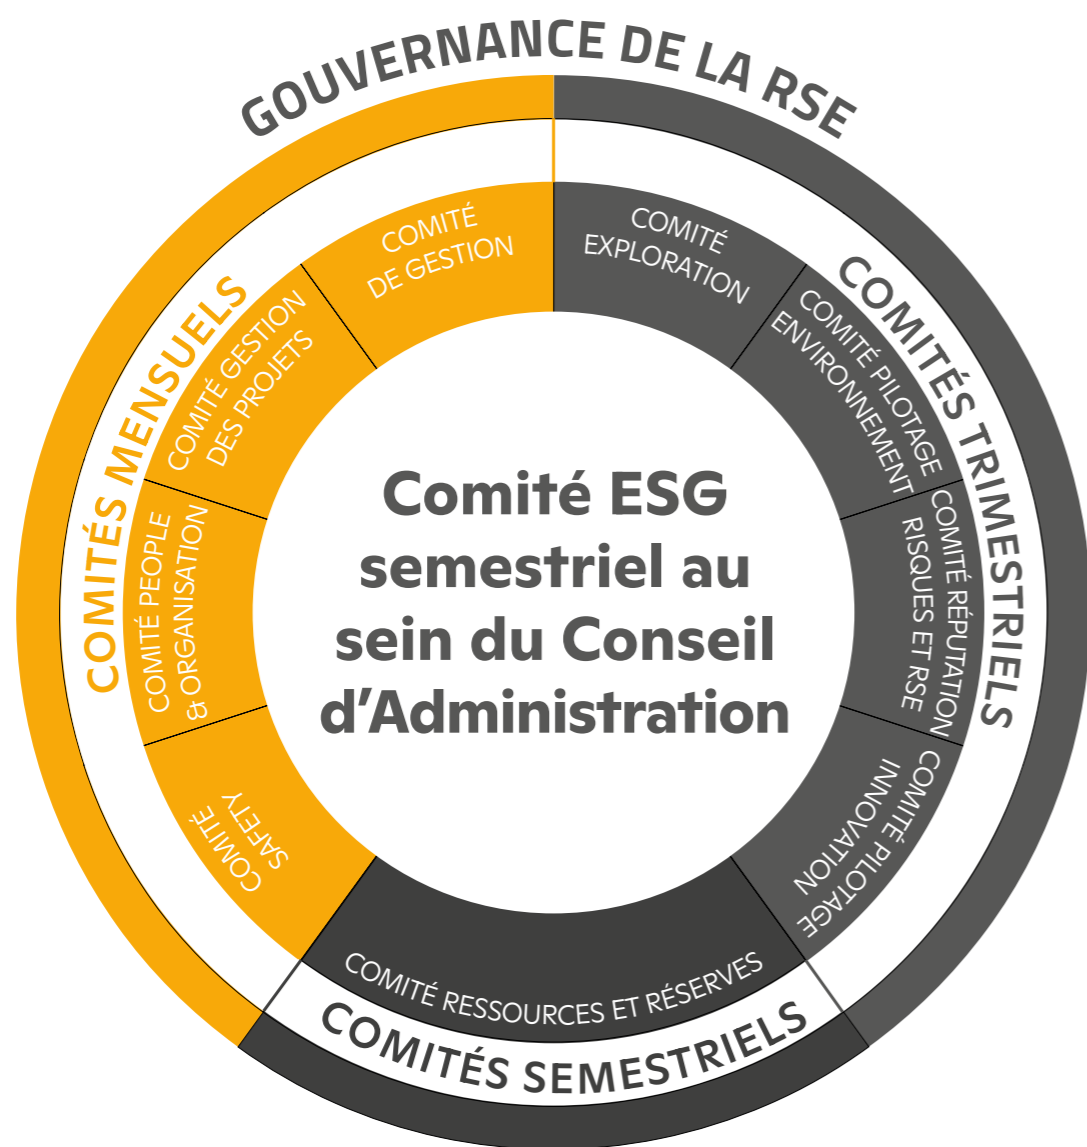 GOUVERNANCE DE LA RSE
COMITÉS MENSUELS
COMITÉ
DE GESTION
COMITÉ GESTION
DES PROJETS
COMITÉ PEOPLE
& ORGANISATION
COMITÉ
SAFETY
COMITÉS TRIMESTRIELS
COMITÉ
EXPLORATION
COMITÉ PILOTAGE
ENVIRONNEMENT
COMITÉ RÉPUTATION
RISQUES ET RSE
COMITÉ PILOTAGE
INNOVATION
Comité ESG
semestriel au
sein du Conseil
d’Administration
COMITÉ RESSOURCES ET RÉSERVES
COMITÉS SEMESTRIELS